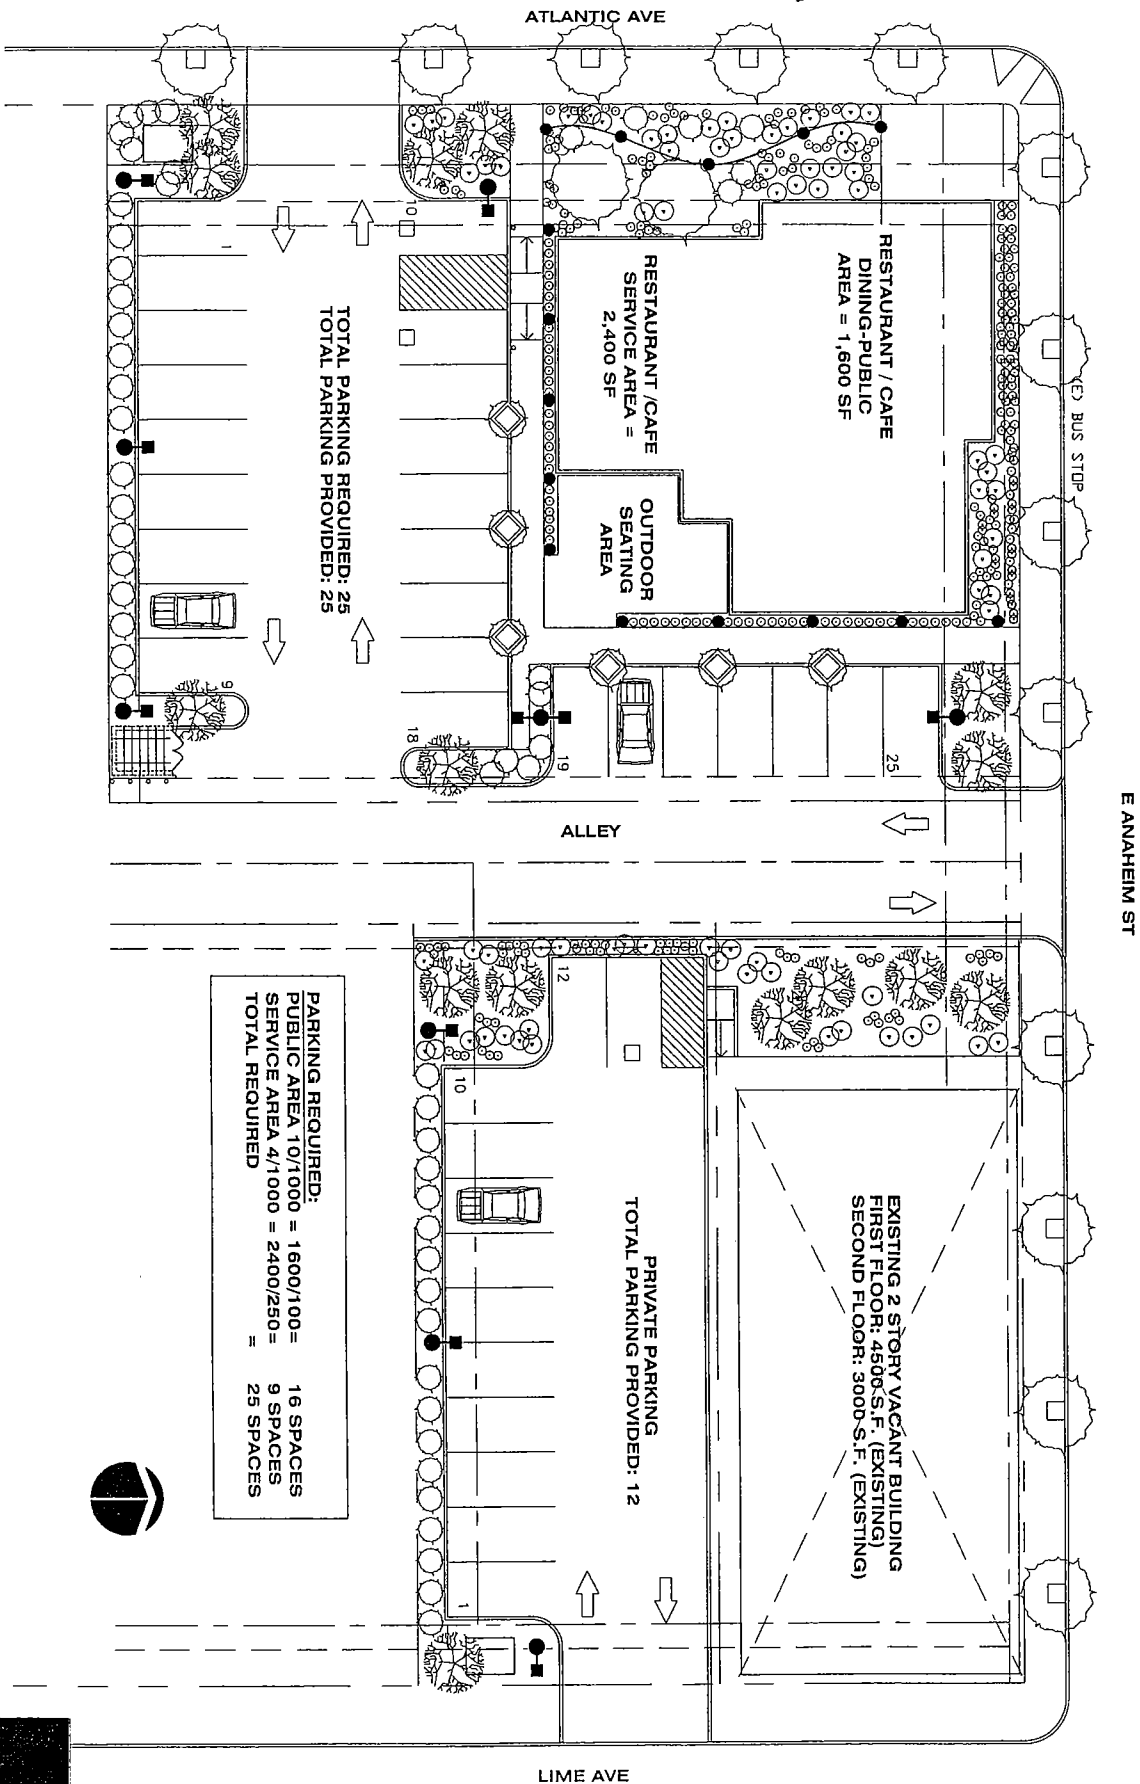 ATLANTIC AVE
RESTAURANT / CAFE
DINING-PUBLIC
AREA = 1,600 SF
RESTAURANT /CAFE
SERVICE AREA =
2,400 SF
(E) BUS STOP
TOTAL PARKING REQUIRED: 25
TOTAL PARKING PROVIDED: 25
OUTDOOR
SEATING
AREA
9
18
19
25
ALLEY
E ANAHEIM ST
12
10
1
PARKING REQUIRED:
PUBLIC AREA 10/1000 = 1600/100= 16 SPACES
SERVICE AREA 4/1000 = 2400/250= 9 SPACES
TOTAL REQUIRED = 25 SPACES
PRIVATE PARKING
TOTAL PARKING PROVIDED: 12
EXISTING 2 STORY VACANT BUILDING
FIRST FLOOR: 4500 S.F. (EXISTING)
SECOND FLOOR: 3000 S.F. (EXISTING)
LIME AVE